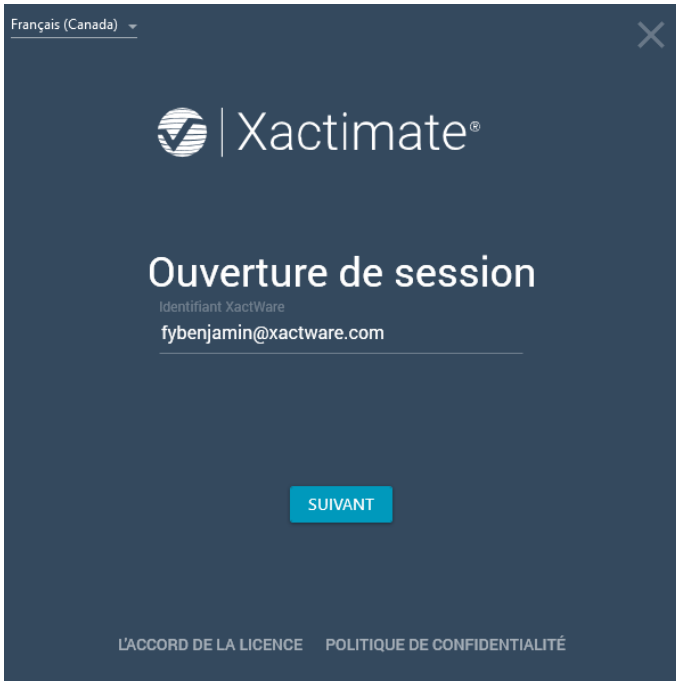 Français (Canada)
Xactimate®
Ouverture de session
Identifiant XactWare
fybenjamin@xactware.com
SUIVANT
L'ACCORD DE LA LICENCE POLITIQUE DE CONFIDENTIALITÉ